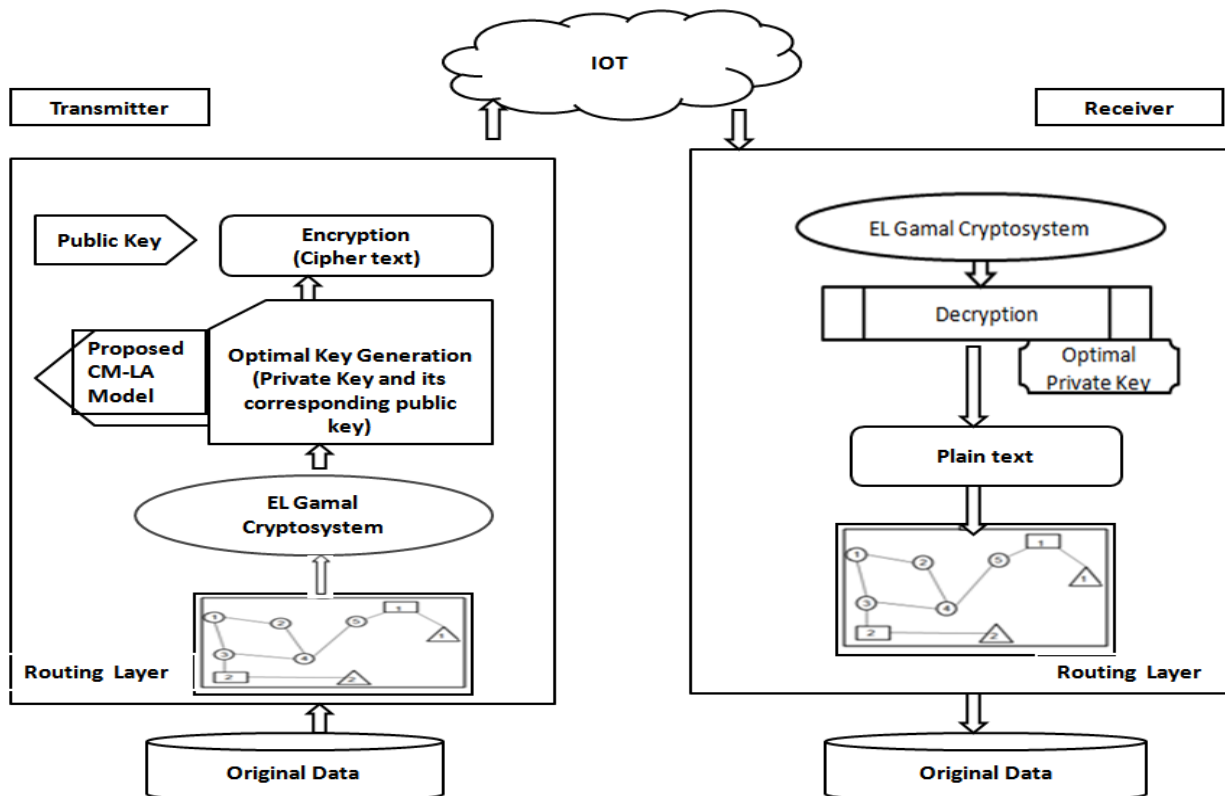 IOT
Transmitter
Receiver
Public Key
Encryption
(Cipher text)
Proposed
CM-LA
Model
Optimal Key Generation
(Private Key and its
corresponding public
key)
EL Gamal
Cryptosystem
1
2
3
4
5
1
1
2
2
Routing Layer
Original Data
EL Gamal Cryptosystem
Decryption
Optimal
Private Key
Plain text
1
2
3
4
5
1
1
2
2
Routing Layer
Original Data